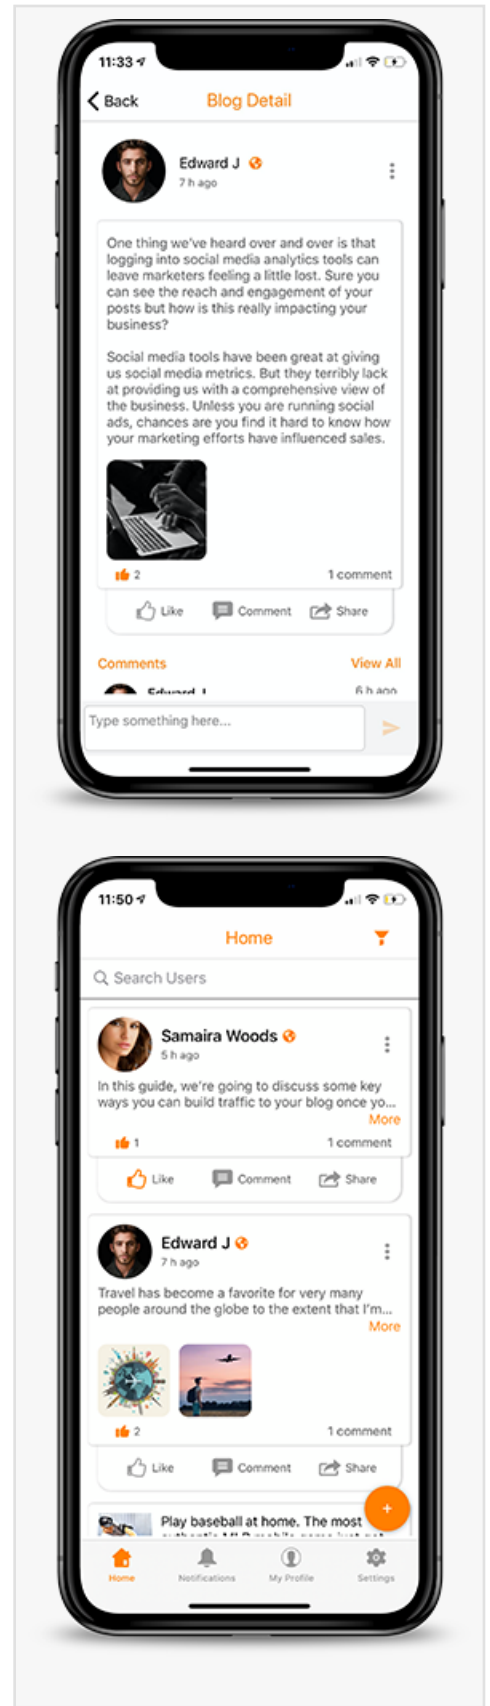 11:33
Back
Blog Detail
Edward J
7 h ago
One thing we've heard over and over is that
logging into social media analytics tools can
leave marketers feeling a little lost. Sure you
can see the reach and engagement of your
posts but how is this really impacting your
business?
Social media tools have been great at giving
us social media metrics. But they terribly lack
at providing us with a comprehensive view of
the business. Unless you are running social
ads, chances are you find it hard to know how
your marketing efforts have influenced sales.
2
1 comment
Like
Comment
Share
Comments
View All
Edward J
6 h ago
Type something here...
11:50
Home
Search Users
Samaira Woods
5 h ago
In this guide, we're going to discuss some key
ways you can build traffic to your blog once yo...
More
1
1 comment
Like
Comment
Share
Edward J
7 h ago
Travel has become a favorite for very many
people around the globe to the extent that I'm...
More
2
1 comment
Like
Comment
Share
Play baseball at home. The most
authentic MLB mobile game just got
+
Home
Notifications
My Profile
Settings